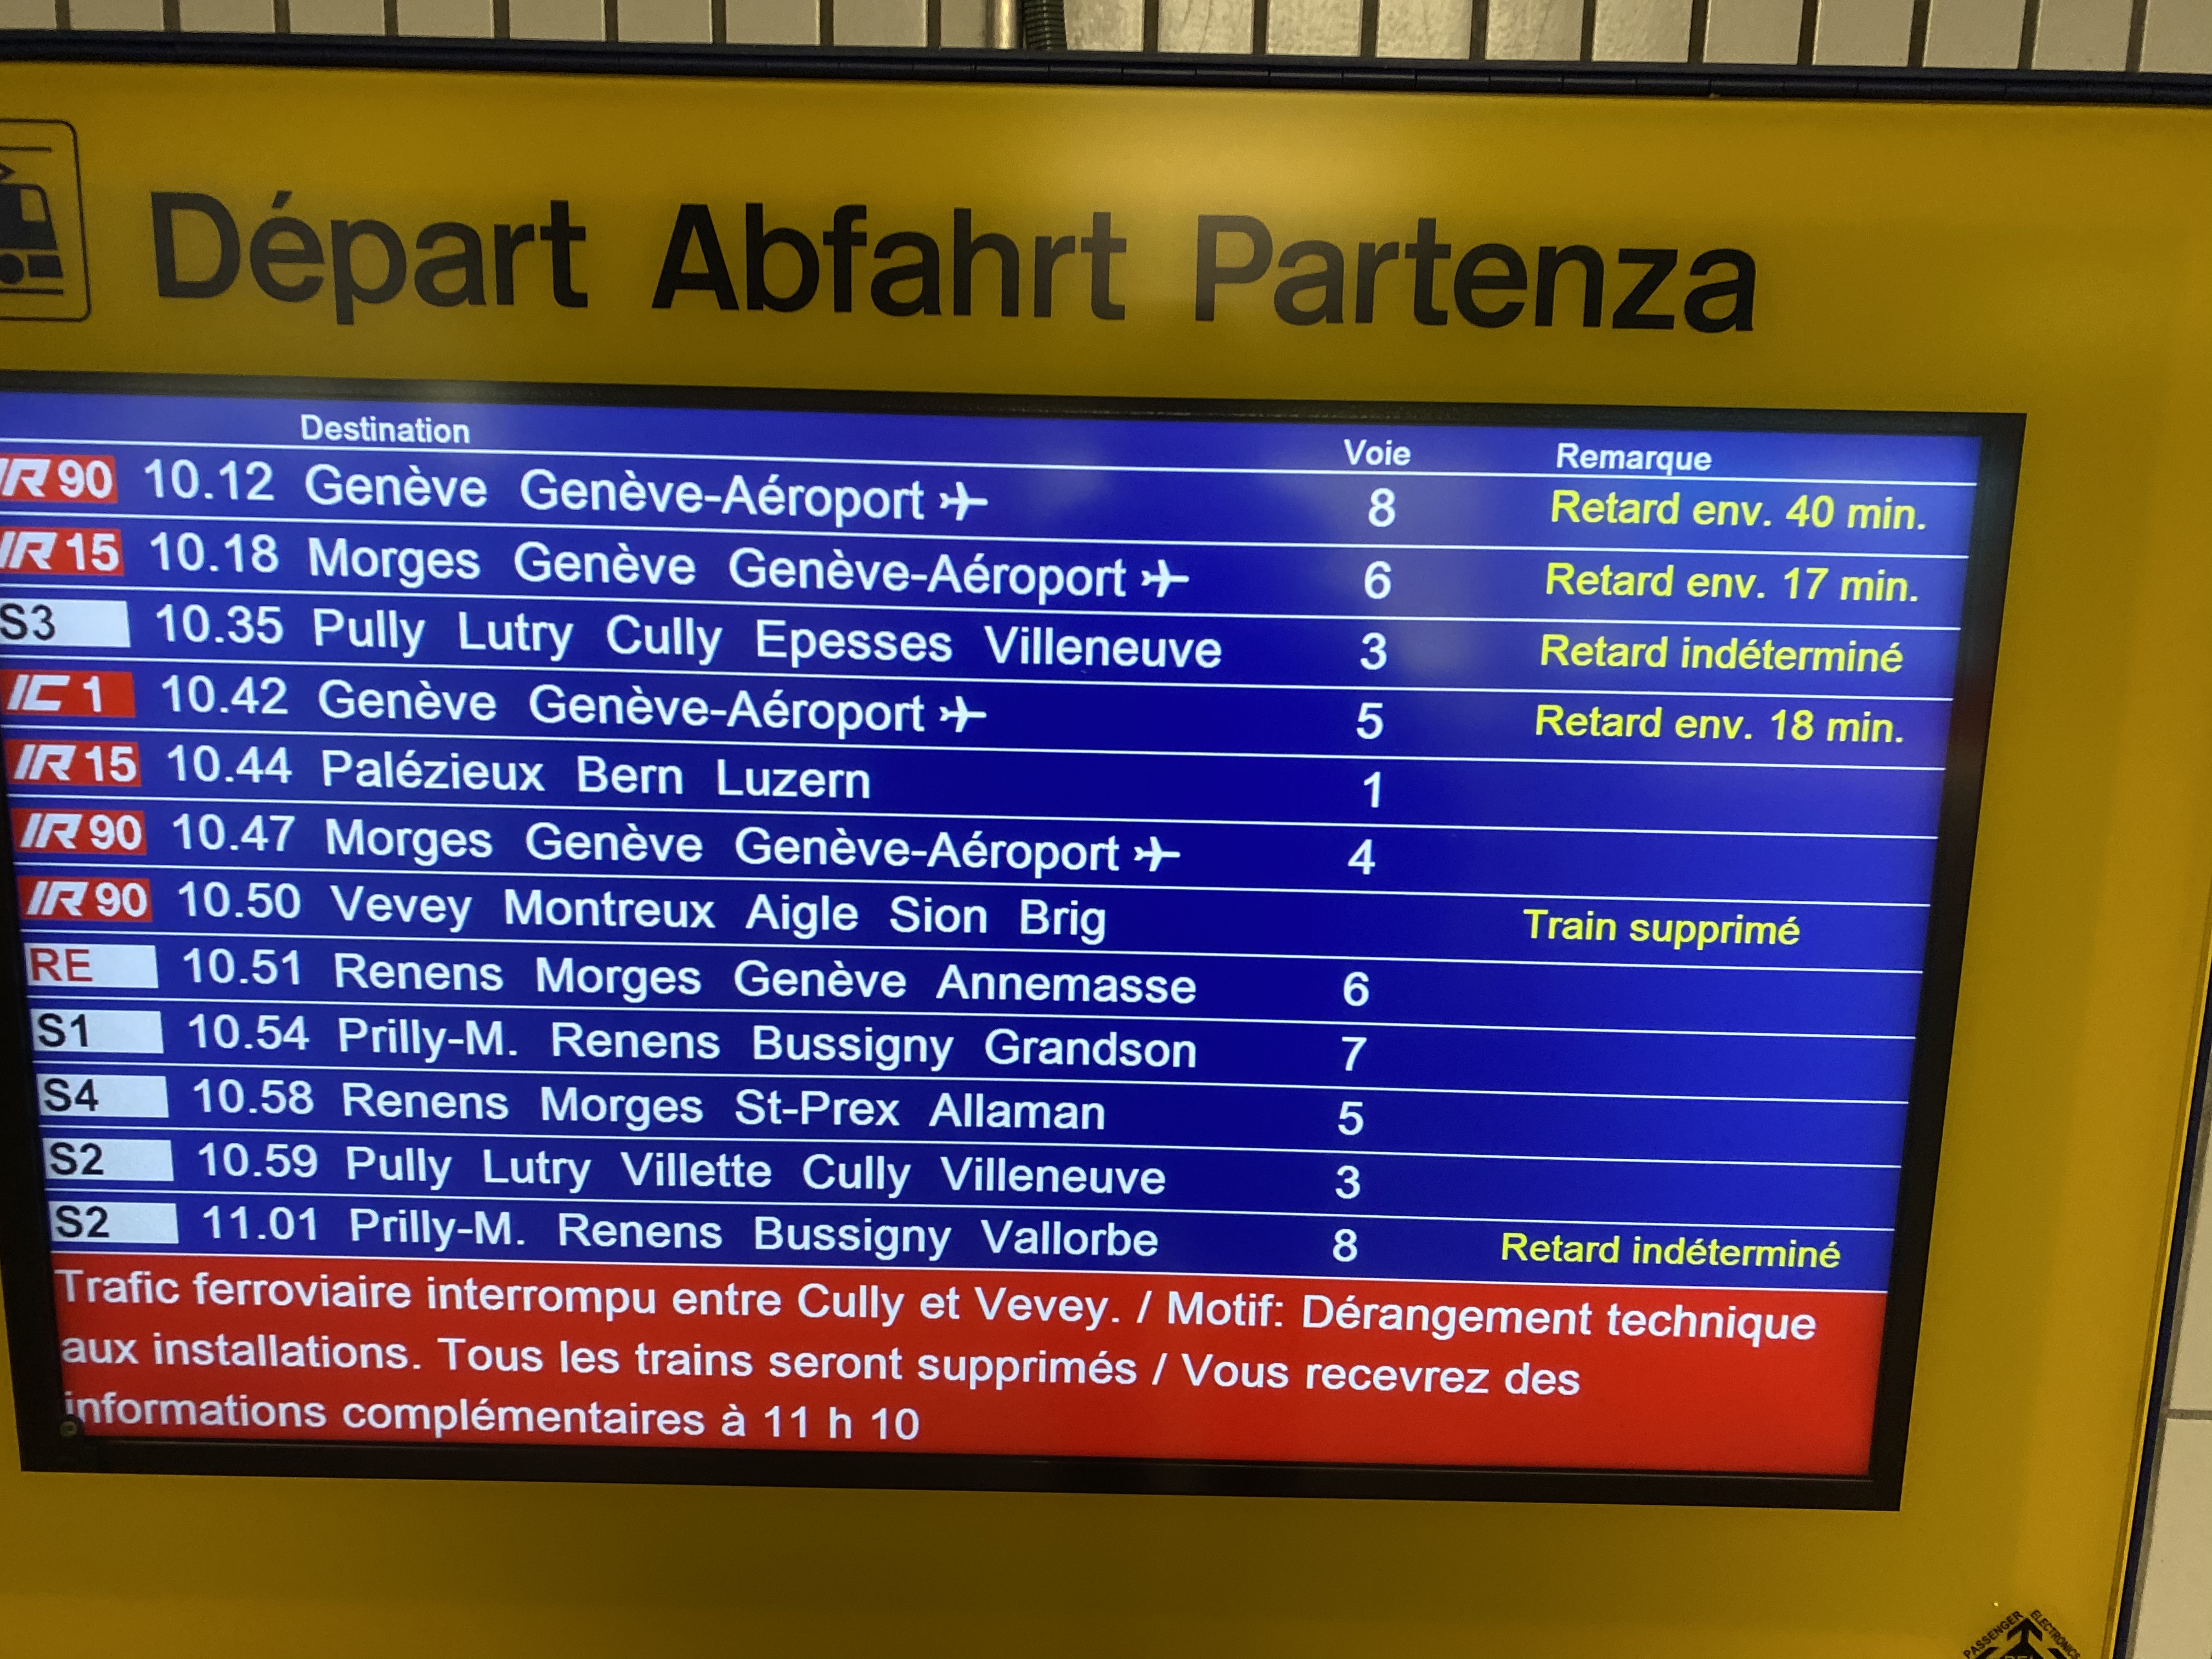 Départ Abfahrt Partenza
Destination Voie Remarque
IR 90 10.12 Genève Genève-Aéroport 8 Retard env. 40 min.
IR 15 10.18 Morges Genève Genève-Aéroport 6 Retard env. 17 min.
S3 10.35 Pully Lutry Cully Epesses Villeneuve 3 Retard indéterminé
IC 1 10.42 Genève Genève-Aéroport 5 Retard env. 18 min.
IR 15 10.44 Palézieux Bern Luzern 1
IR 90 10.47 Morges Genève Genève-Aéroport 4
IR 90 10.50 Vevey Montreux Aigle Sion Brig Train supprimé
RE 10.51 Renens Morges Genève Annemasse 6
S1 10.54 Prilly-M. Renens Bussigny Grandson 7
S4 10.58 Renens Morges St-Prex Allaman 5
S2 10.59 Pully Lutry Villette Cully Villeneuve 3
S2 11.01 Prilly-M. Renens Bussigny Vallorbe 8 Retard indéterminé
Trafic ferroviaire interrompu entre Cully et Vevey. / Motif: Dérangement technique
aux installations. Tous les trains seront supprimés / Vous recevrez des
informations complémentaires à 11 h 10
PASSENGER ELECTRONICS